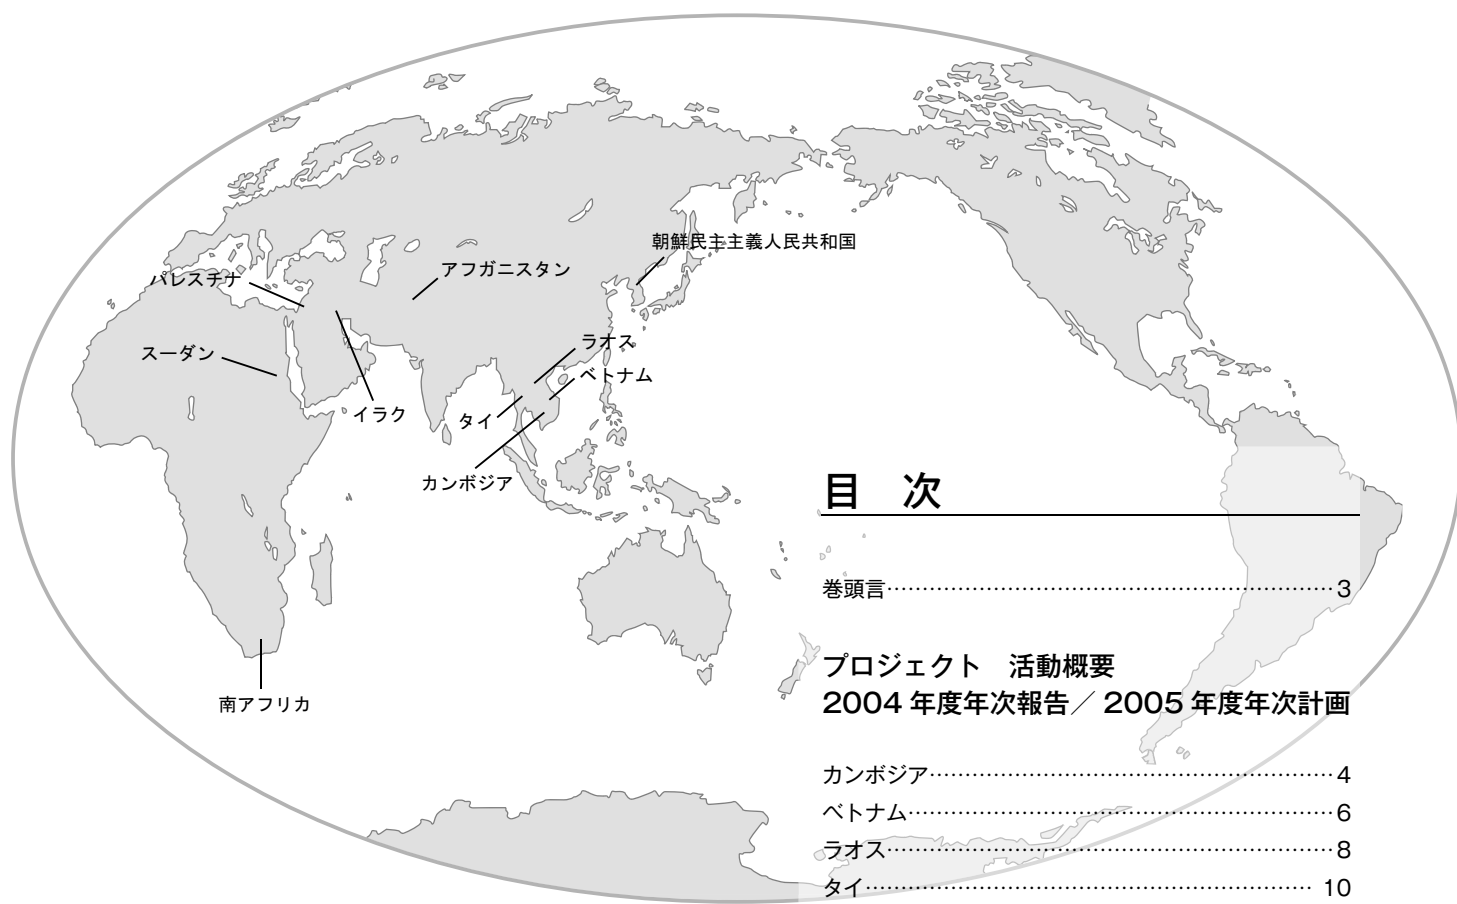 朝鮮民主主義人民共和国
アフガニスタン
パレスチナ
スーダン
ラオス
ベトナム
イラク
タイ
カンボジア
南アフリカ
目　次
巻頭言…………………………………………………… 3
プロジェクト　活動概要
2004 年度年次報告／ 2005 年度年次計画
カンボジア……………………………………………… 4
ベトナム………………………………………………… 6
ラオス…………………………………………………… 8
タイ…………………………………………………… 10